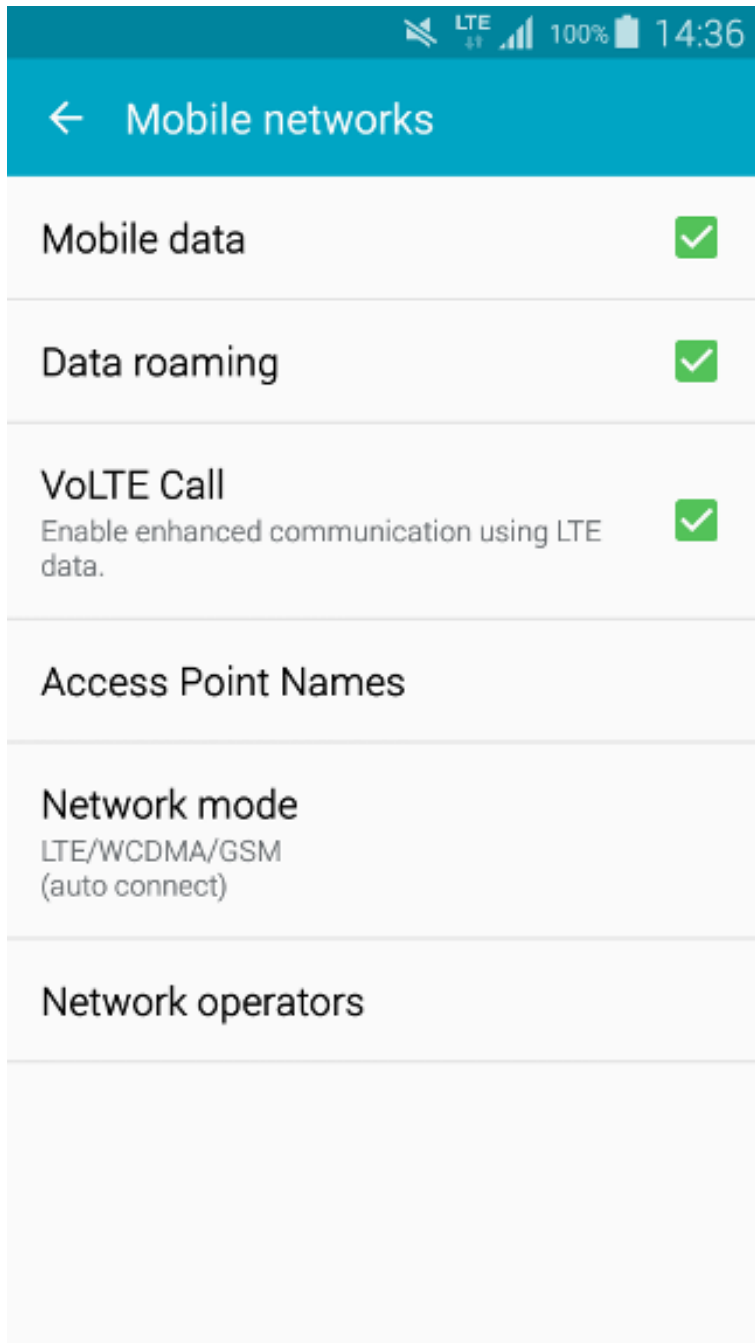 LTE 100% 14:36
Mobile networks
Mobile data
Data roaming
VoLTE Call
Enable enhanced communication using LTE
data.
Access Point Names
Network mode
LTE/WCDMA/GSM
(auto connect)
Network operators